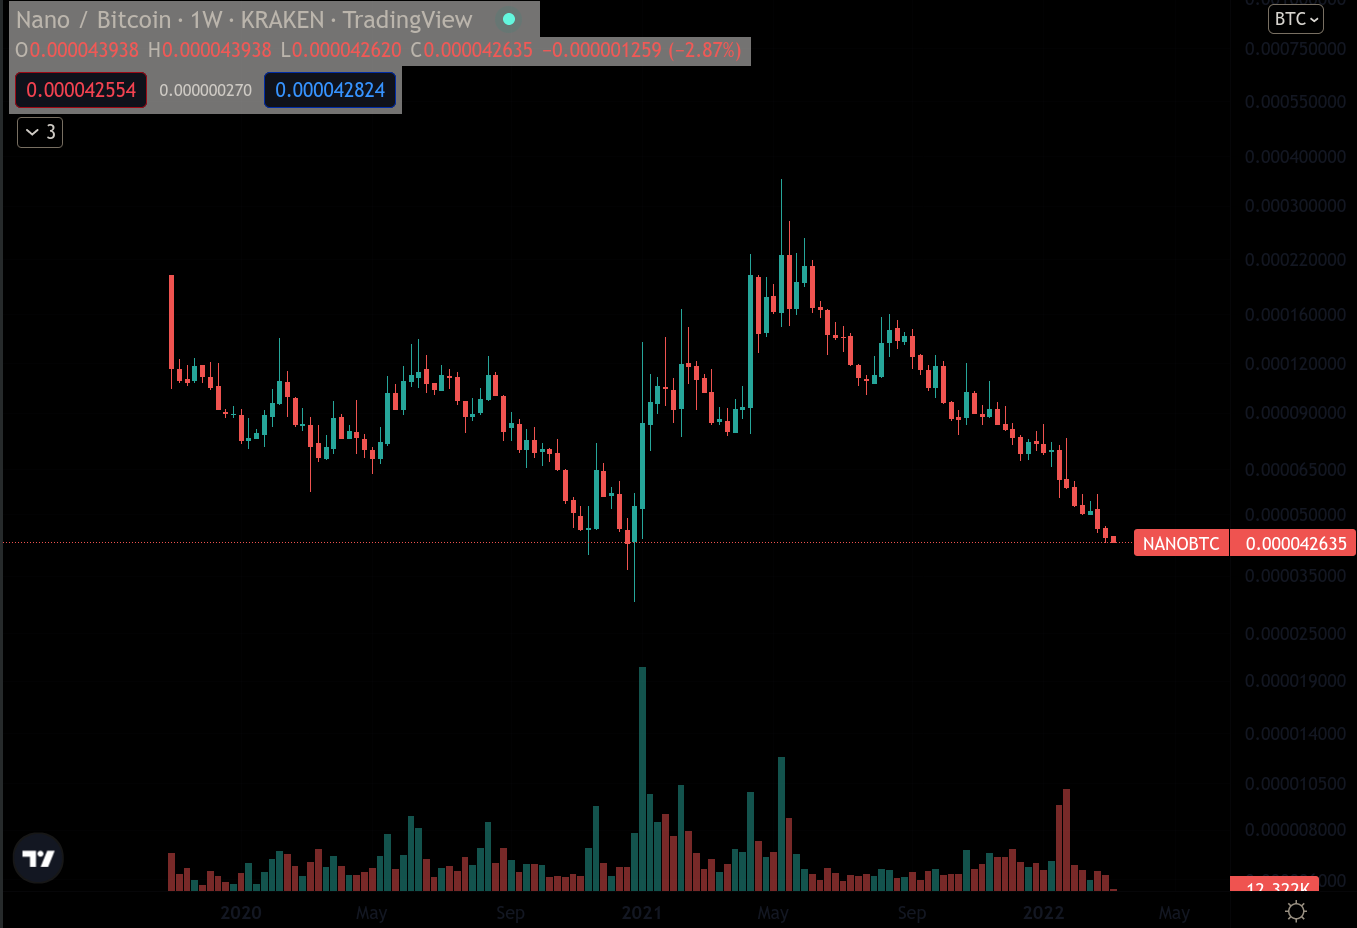 Nano / Bitcoin · 1W · KRAKEN · TradingView
O0.000043938 H0.000043938 L0.000042620 C0.000042635 −0.000001259 (−2.87%)
0.000042554 0.000000270 0.000042824
3
BTC
0.000750000
0.000550000
0.000400000
0.000300000
0.000220000
0.000160000
0.000120000
0.000090000
0.000065000
0.000050000
NANOBTC 0.000042635
0.000035000
0.000025000
0.000019000
0.000014000
0.000010500
0.000008000
12.322K
2020 May Sep 2021 May Sep 2022 May